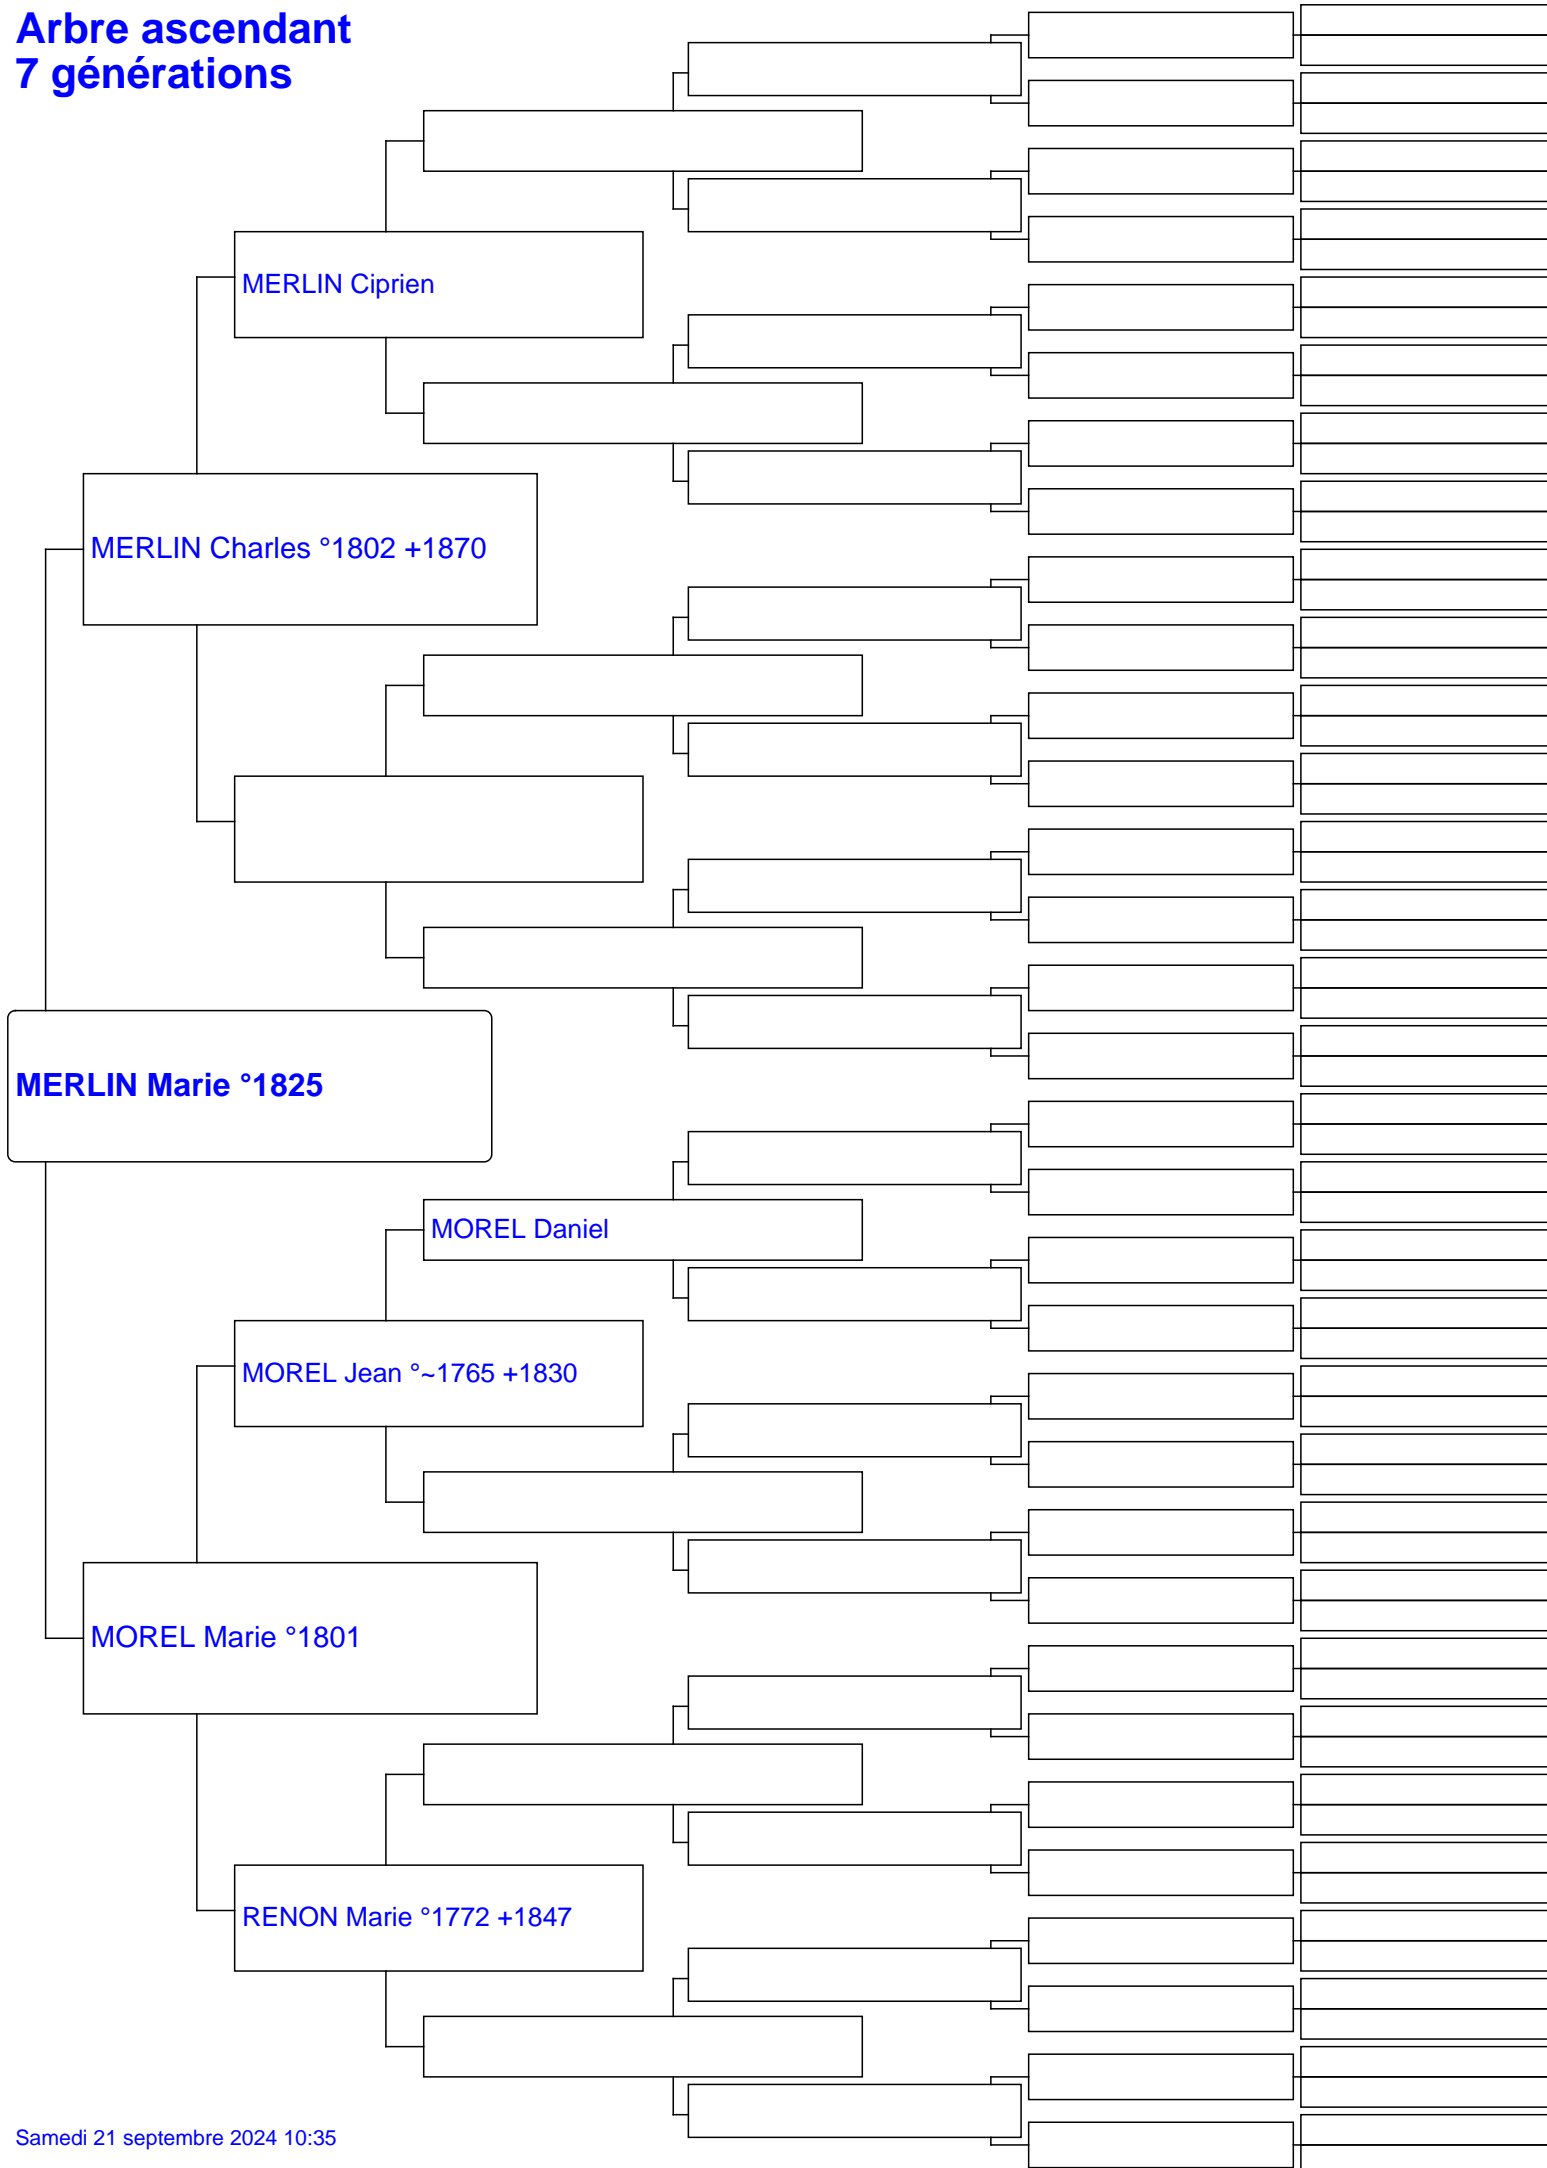 Arbre ascendant
7 générations
MERLIN Ciprien
MERLIN Charles °1802 +1870
MERLIN Marie °1825
MOREL Daniel
MOREL Jean °~1765 +1830
MOREL Marie °1801
RENON Marie °1772 +1847
Samedi 21 septembre 2024 10:35